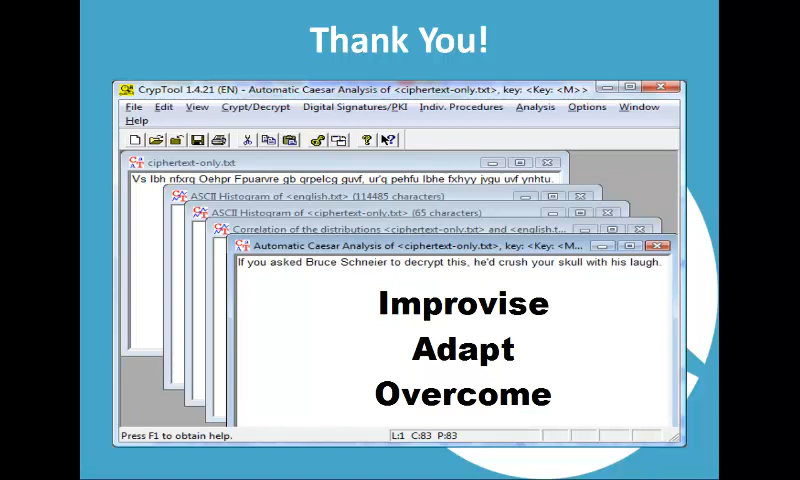 Thank You!
CrypTool 1.4.21 (EN) - Automatic Caesar Analysis of <ciphertext-only.txt>, key: <Key: <M>>
File Edit View Crypt/Decrypt Digital Signatures/PKI Indiv. Procedures Analysis Options Window
Help
ciphertext-only.txt
Vs lbh nfxrq Oehpr Fpuarvre gb qrpelcg guvf, ur'q pehfu lbhe fxhyy jvgu uvf ynhtu.
ASCII Histogram of <english.txt> (114485 characters)
ASCII Histogram of <ciphertext-only.txt> (65 characters)
Correlation of the distributions <ciphertext-only.txt> and <english.t...
Automatic Caesar Analysis of <ciphertext-only.txt>, key: <Key: <M...
If you asked Bruce Schneier to decrypt this, he'd crush your skull with his laugh.
Improvise
Adapt
Overcome
Press F1 to obtain help. L:1 C:83 P:83